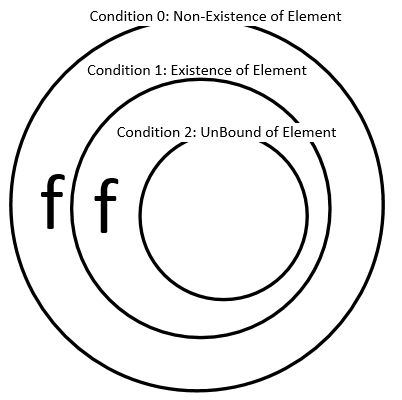 Condition 0: Non-Existence of Element
Condition 1: Existence of Element
Condition 2: UnBound of Element
f f